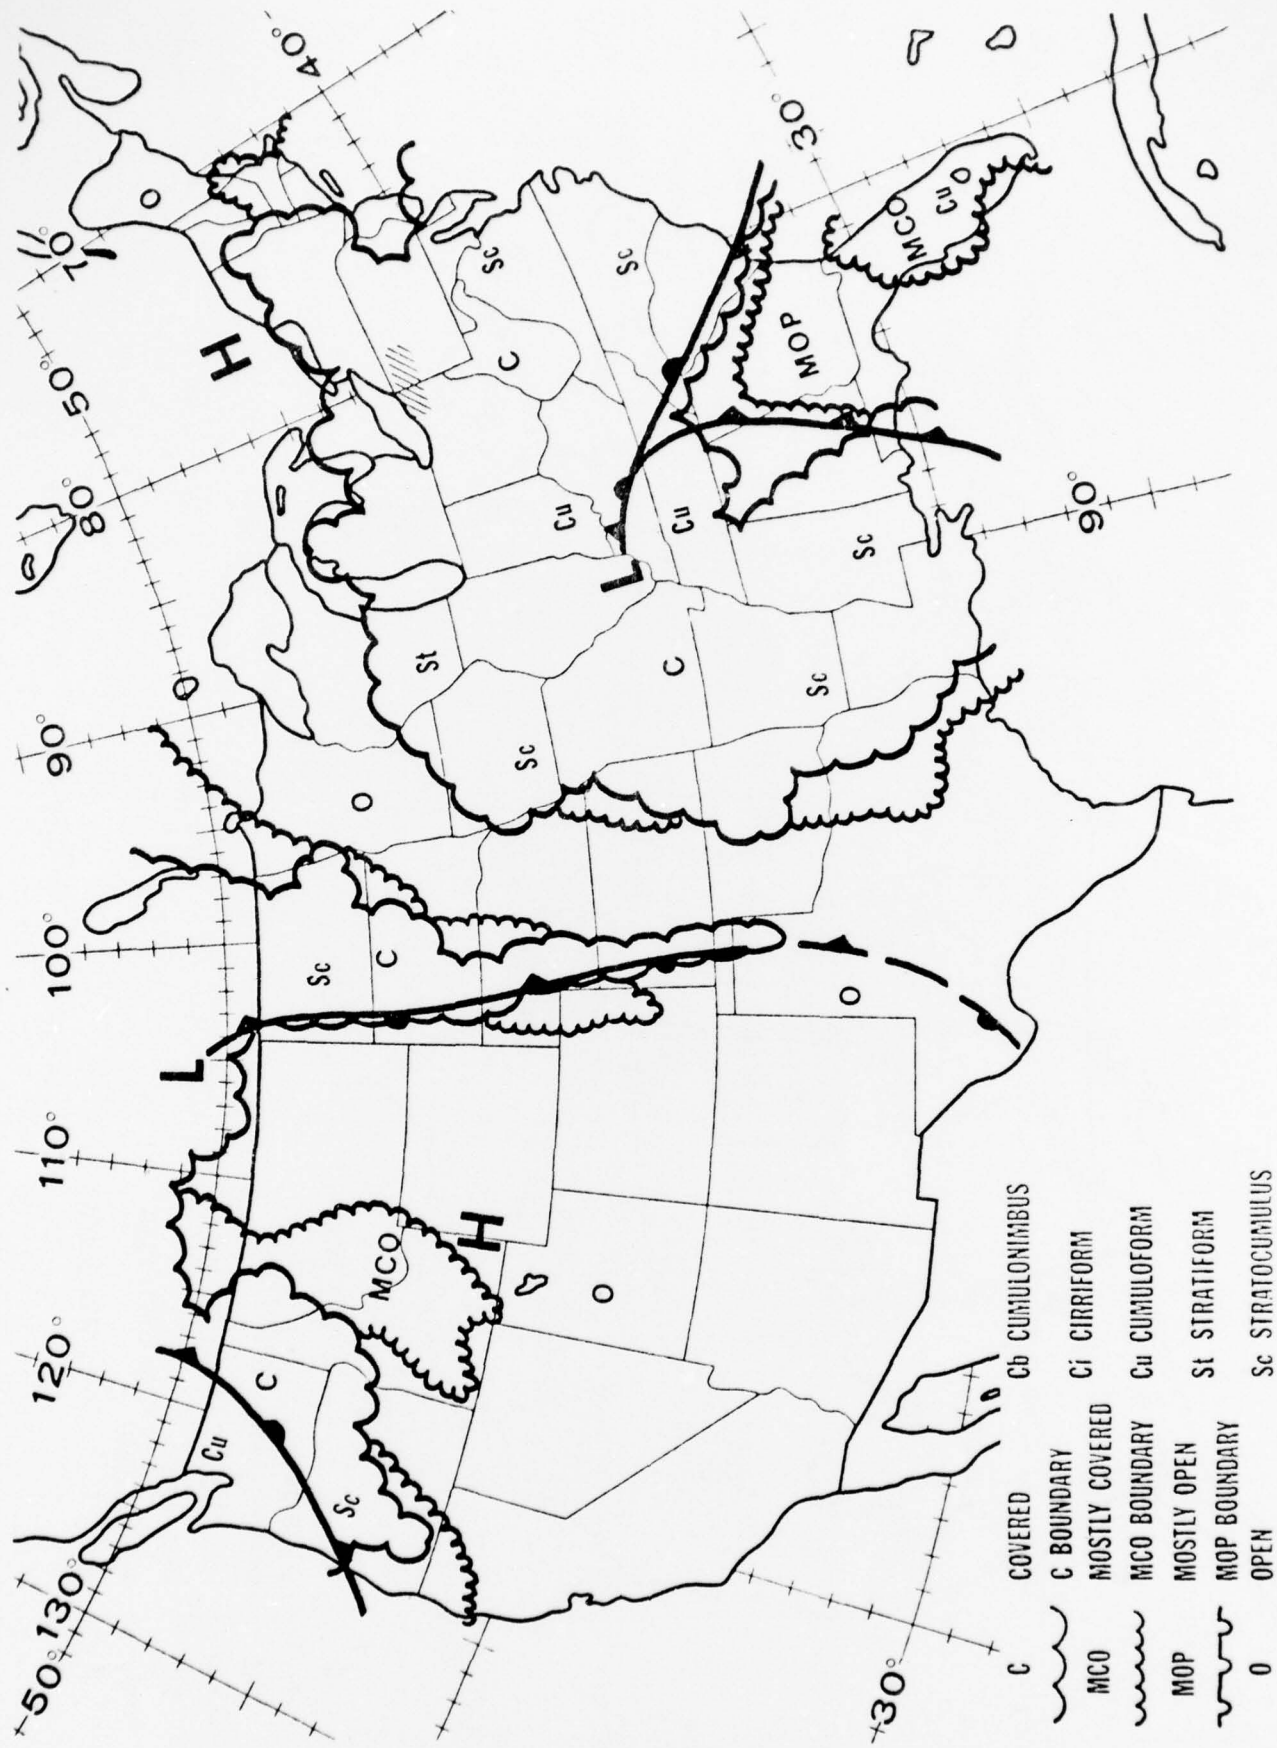 50°
130°
120°
110°
100°
90°
80°
50°
70°
O
L
O
Cu
H
C
40°
Sc
Sc
O
MCO
C
St
H
Sc
C
Sc
Cu
O
L
Sc
C
Cu
30°
MOP
Sc
O
Sc
30°
MCO
Cu
90°
C COVERED
C BOUNDARY
MCO MOSTLY COVERED
MCO BOUNDARY
MOP MOSTLY OPEN
MOP BOUNDARY
O OPEN
Cb CUMULONIMBUS
Ci CIRRIFORM
Cu CUMULOFORM
St STRATIFORM
Sc STRATOCUMULUS